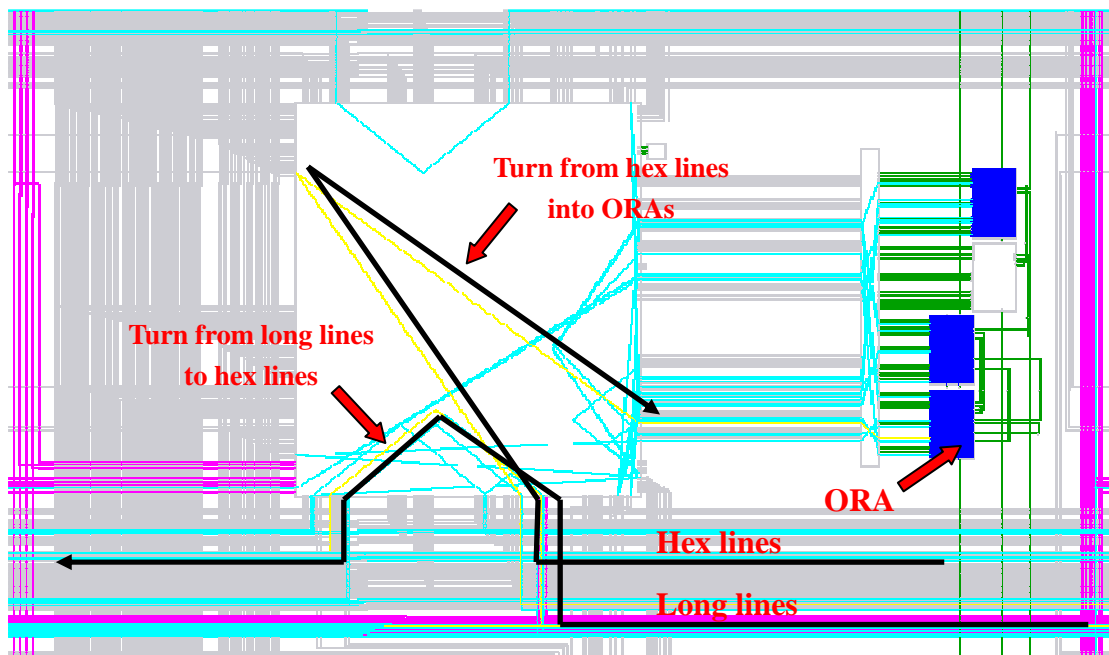 Turn from hex lines
into ORAs
Turn from long lines
to hex lines
ORA
Hex lines
Long lines